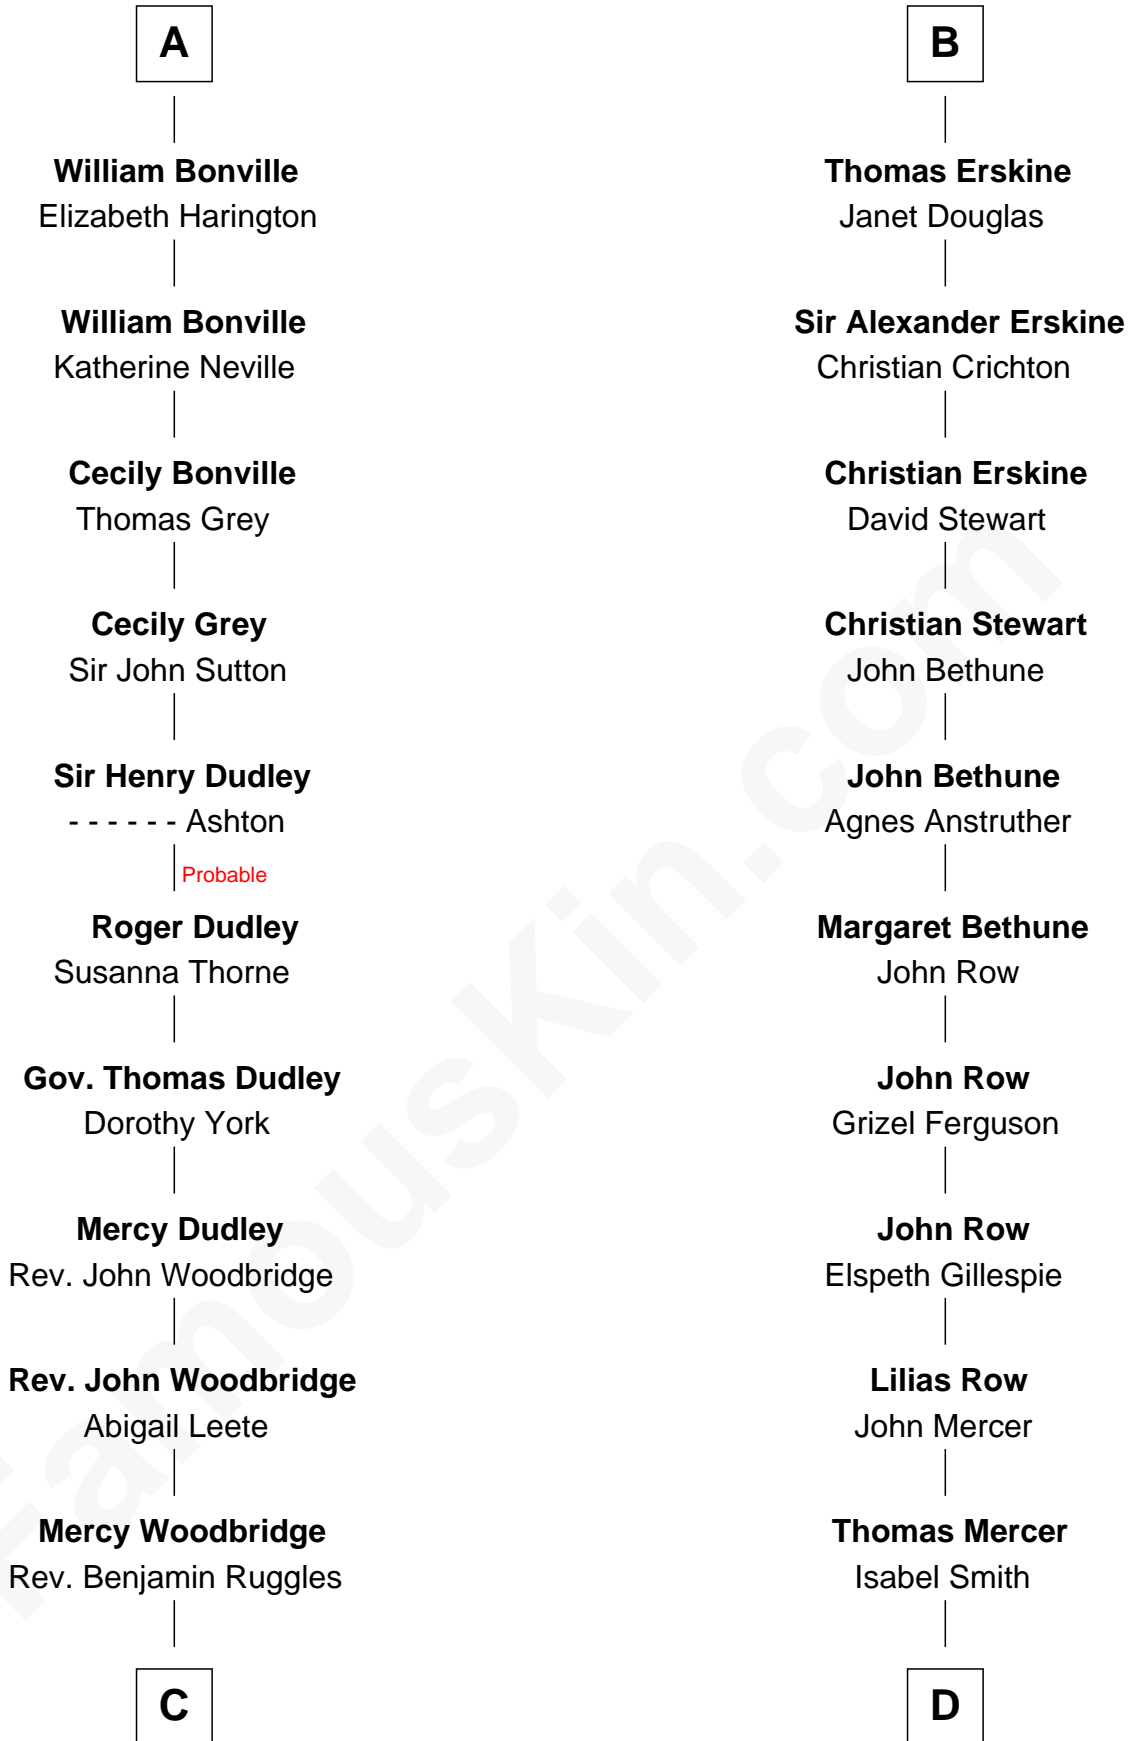 A
William Bonville
Elizabeth Harington
William Bonville
Katherine Neville
Cecily Bonville
Thomas Grey
Cecily Grey
Sir John Sutton
Sir Henry Dudley
- - - - - - Ashton
Probable
Roger Dudley
Susanna Thorne
Gov. Thomas Dudley
Dorothy York
Mercy Dudley
Rev. John Woodbridge
Rev. John Woodbridge
Abigail Leete
Mercy Woodbridge
Rev. Benjamin Ruggles
C
B
Thomas Erskine
Janet Douglas
Sir Alexander Erskine
Christian Crichton
Christian Erskine
David Stewart
Christian Stewart
John Bethune
John Bethune
Agnes Anstruther
Margaret Bethune
John Row
John Row
Grizel Ferguson
John Row
Elspeth Gillespie
Lilias Row
John Mercer
Thomas Mercer
Isabel Smith
D
FamousKin.com